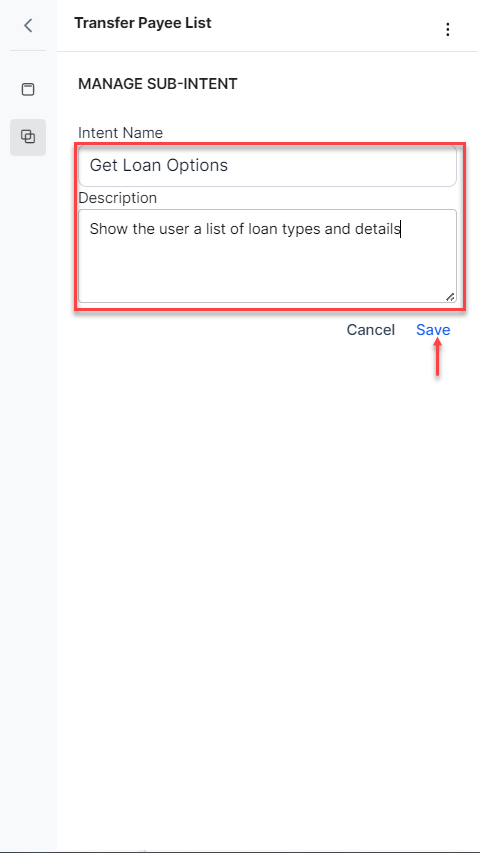 Transfer Payee List
MANAGE SUB-INTENT
Intent Name
Get Loan Options
Description
Show the user a list of loan types and details
Cancel Save